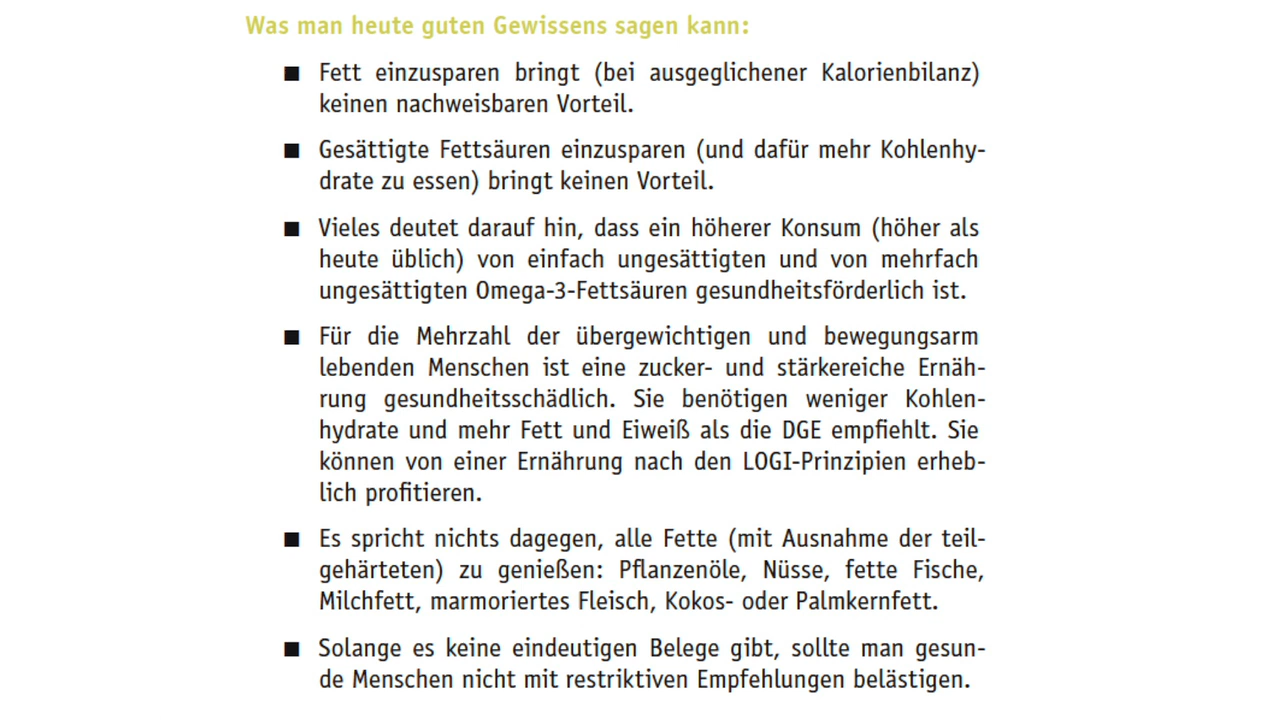 Was man heute guten Gewissens sagen kann:
■ Fett einzusparen bringt (bei ausgeglichener Kalorienbilanz)
keinen nachweisbaren Vorteil.
■ Gesättigte Fettsäuren einzusparen (und dafür mehr Kohlenhy-
drate zu essen) bringt keinen Vorteil.
■ Vieles deutet darauf hin, dass ein höherer Konsum (höher als
heute üblich) von einfach ungesättigten und von mehrfach
ungesättigten Omega-3-Fettsäuren gesundheitsförderlich ist.
■ Für die Mehrzahl der übergewichtigen und bewegungsarm
lebenden Menschen ist eine zucker- und stärkereiche Ernäh-
rung gesundheitsschädlich. Sie benötigen weniger Kohlen-
hydrate und mehr Fett und Eiweiß als die DGE empfiehlt. Sie
können von einer Ernährung nach den LOGI-Prinzipien erheb-
lich profitieren.
■ Es spricht nichts dagegen, alle Fette (mit Ausnahme der teil-
gehärteten) zu genießen: Pflanzenöle, Nüsse, fette Fische,
Milchfett, marmoriertes Fleisch, Kokos- oder Palmkernfett.
■ Solange es keine eindeutigen Belege gibt, sollte man gesun-
de Menschen nicht mit restriktiven Empfehlungen belästigen.